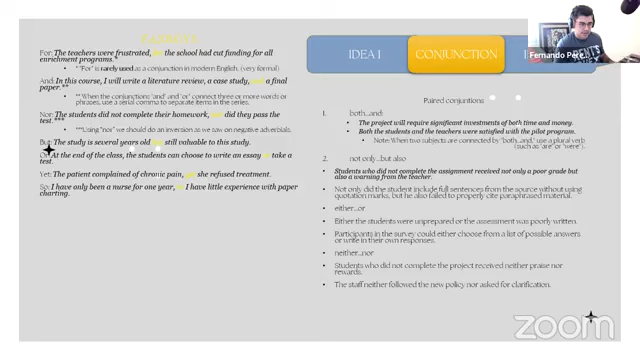 FANBOYS
For: The teachers were frustrated, for the school had cut funding for all
enrichment programs.*
* "For" is rarely used as a conjunction in modern English. (very formal)
And: In this course, I will write a literature review, a case study, and a final
paper.**
** When the conjunctions "and" and "or" connect three or more words or
phrases, use a serial comma to separate items in the series.
Nor: The students did not complete their homework, nor did they pass the
test.***
***Using "nor" we should do an inversion as we saw on negative adverbials.
But: The study is several years old but still valuable to this study.
Or: At the end of the class, the students can choose to write an essay or take a
test.
Yet: The patient complained of chronic pain, yet she refused treatment.
So: I have only been a nurse for one year, so I have little experience with paper
charting.
IDEA 1
CONJUNCTION
Fernando Pere...
Paired conjuntions:
1. both...and:
The project will require significant investments of both time and money.
Both the students and the teachers were satisfied with the pilot program.
Note: When two subjects are connected by "both...and," use a plural verb
(such as "are" or "were").
2. not only...but also
Students who did not complete the assignment received not only a poor grade but
also a warning from the teacher.
Not only did the student include full sentences from the source without using
quotation marks, but he also failed to properly cite paraphrased material.
either...or
Either the students were unprepared or the assessment was poorly written.
Participants in the survey could either choose from a list of possible answers
or write in their own responses.
neither...nor
Students who did not complete the project received neither praise nor
rewards.
The staff neither followed the new policy nor asked for clarification.
zoom